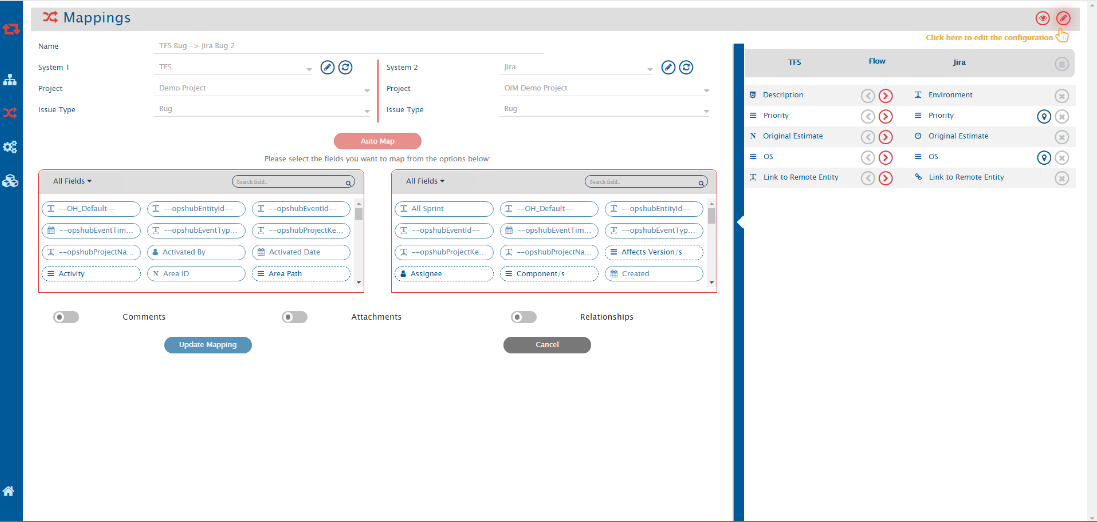 Mappings
Click here to edit the configuration
Name
TFS Bug --> Jira Bug 2
System 1
TFS
System 2
Jira
Project
Demo Project
Project
OIM Demo Project
Issue Type
Bug
Issue Type
Bug
Auto Map
Please select the fields you want to map from the options below
All Fields
Search field..
--OH_Default--
--opshubEntityId--
--opshubEventId--
--opshubEventTim...
--opshubEventTyp...
--opshubProjectKe...
--opshubProjectNa...
Activated By
Activated Date
Activity
Area ID
Area Path
All Fields
Search field..
All Sprint
--OH_Default--
--opshubEntityId--
--opshubEventId--
--opshubEventTim...
--opshubEventTyp...
--opshubProjectKe...
--opshubProjectNa...
Affects Version/s
Assignee
Component/s
Created
Comments
Attachments
Relationships
Update Mapping
Cancel
TFS
Flow
Jira
Description
Environment
Priority
Priority
Original Estimate
Original Estimate
OS
OS
Link to Remote Entity
Link to Remote Entity